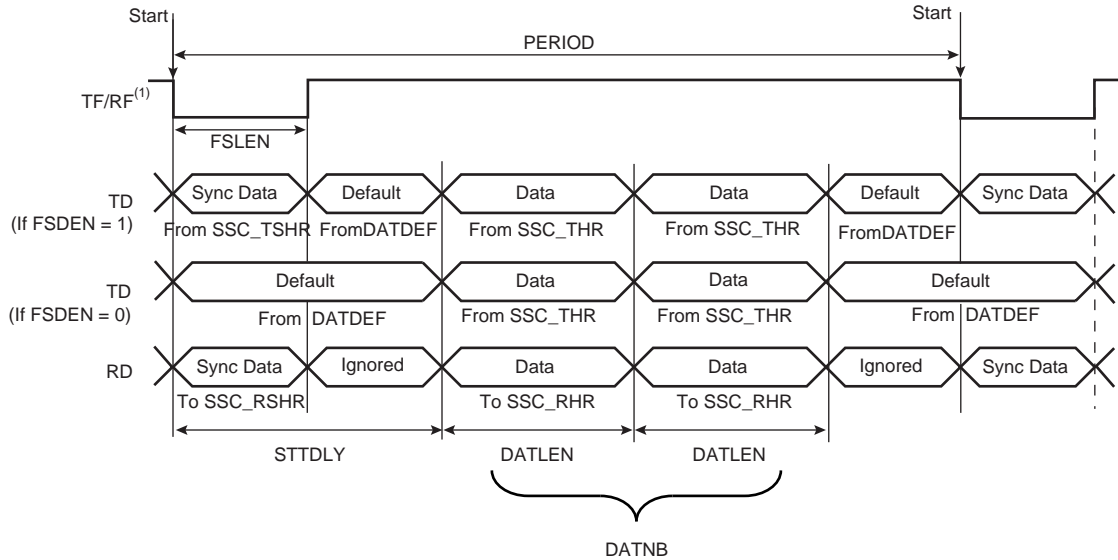 Start
Start
PERIOD
TF/RF(1)
FSLEN
TD
(If FSDEN = 1)
Sync Data
Default
Data
Data
Default
Sync Data
From SSC_TSHR
FromDATDEF
From SSC_THR
From SSC_THR
FromDATDEF
TD
(If FSDEN = 0)
Default
Data
Data
Default
From DATDEF
From SSC_THR
From SSC_THR
From DATDEF
RD
Sync Data
Ignored
Data
Data
Ignored
Sync Data
To SSC_RSHR
To SSC_RHR
To SSC_RHR
STTDLY
DATLEN
DATLEN
DATNB